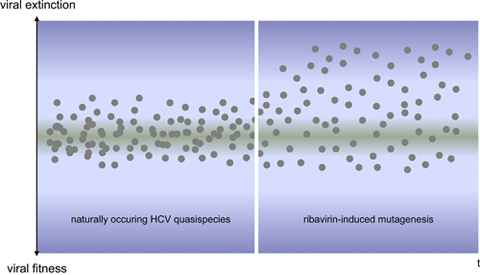 viral extinction
naturally occuring HCV quasispecies
ribavirin-induced mutagenesis
t
viral fitness